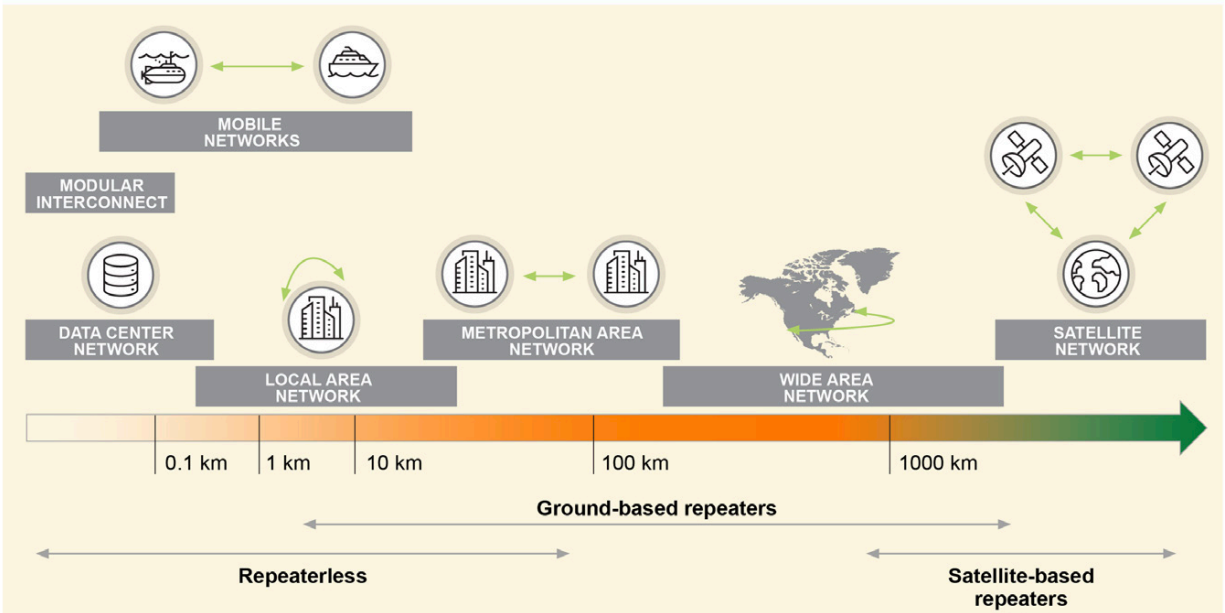 MOBILE
NETWORKS
MODULAR
INTERCONNECT
DATA CENTER
NETWORK
METROPOLITAN AREA
NETWORK
SATELLITE
NETWORK
LOCAL AREA
NETWORK
WIDE AREA
NETWORK
0.1 km
1 km
10 km
100 km
1000 km
Ground-based repeaters
Repeaterless
Satellite-based
repeaters